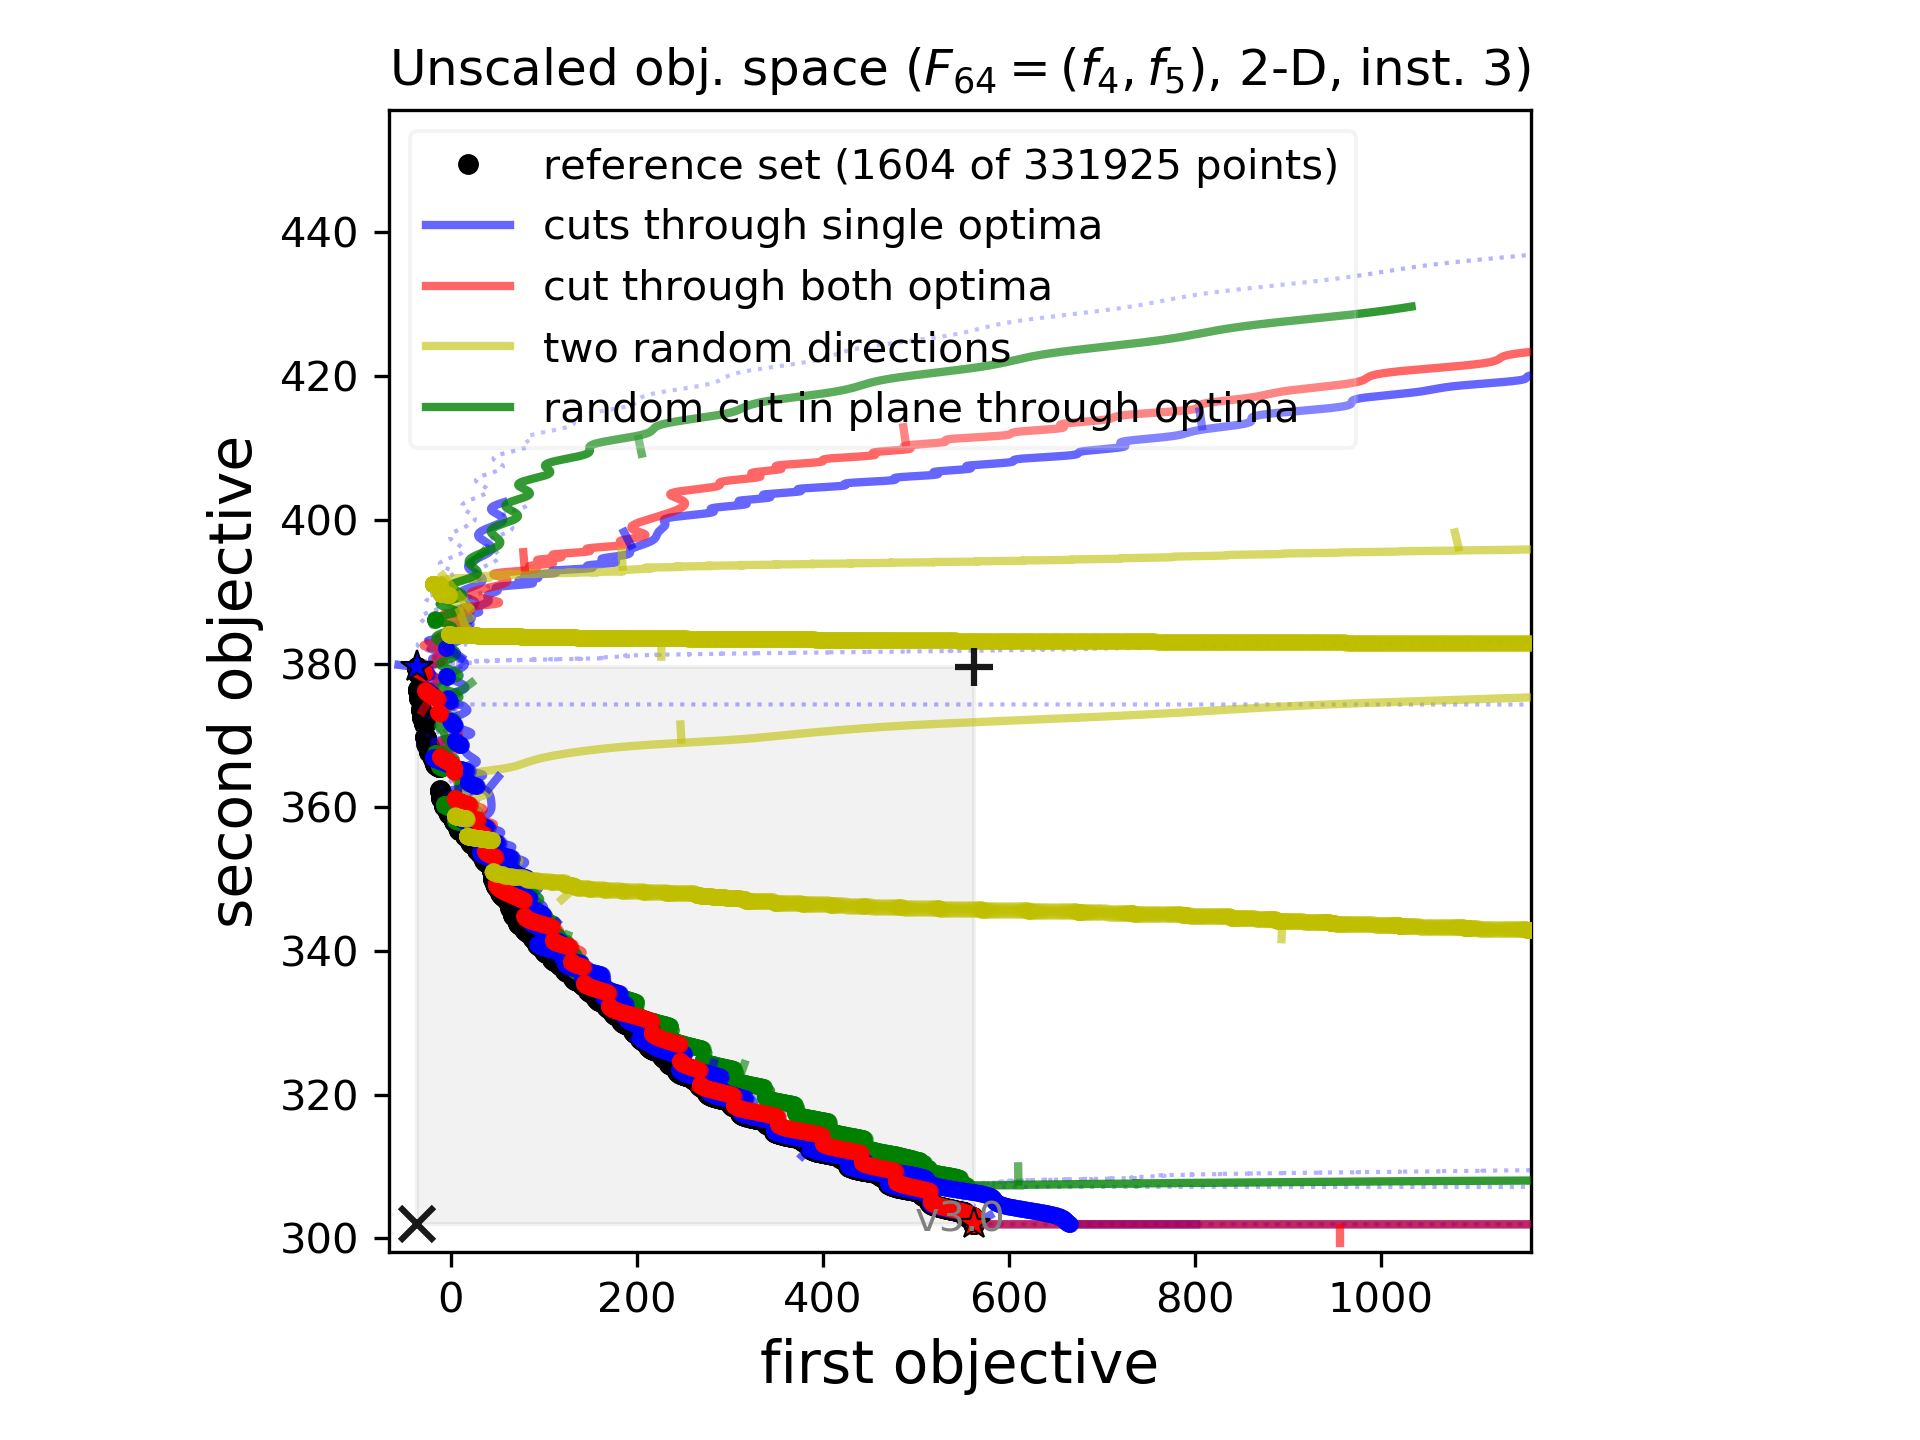 Unscaled obj. space (F64 = (f4, f5), 2-D, inst. 3)
reference set (1604 of 331925 points)
cuts through single optima
cut through both optima
two random directions
random cut in plane through optima
second objective
440
420
400
380
360
340
320
300
v3.0
0 200 400 600 800 1000
first objective